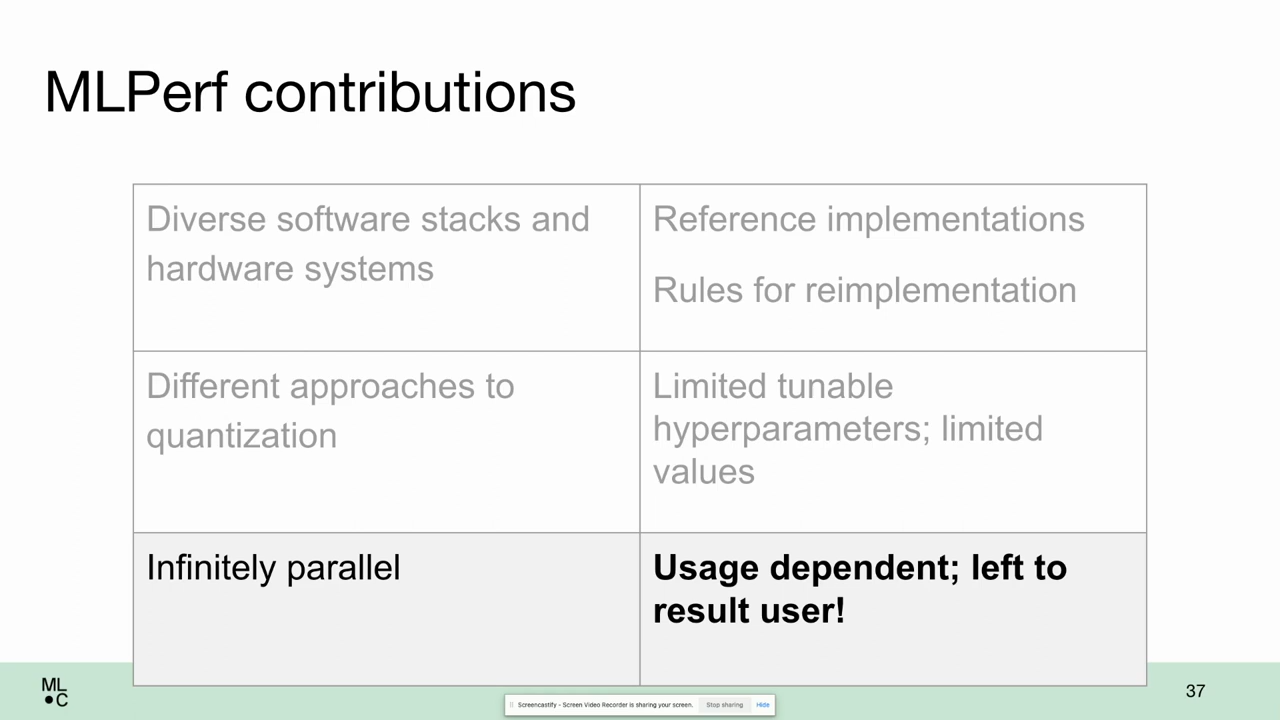 MLPerf contributions
Diverse software stacks and
hardware systems
Reference implementations
Rules for reimplementation
Different approaches to
quantization
Limited tunable
hyperparameters; limited
values
Infinitely parallel
Usage dependent; left to
result user!
ML
C
37
Screencastify - Screen Video Recorder is sharing your screen.
Stop sharing
Hide